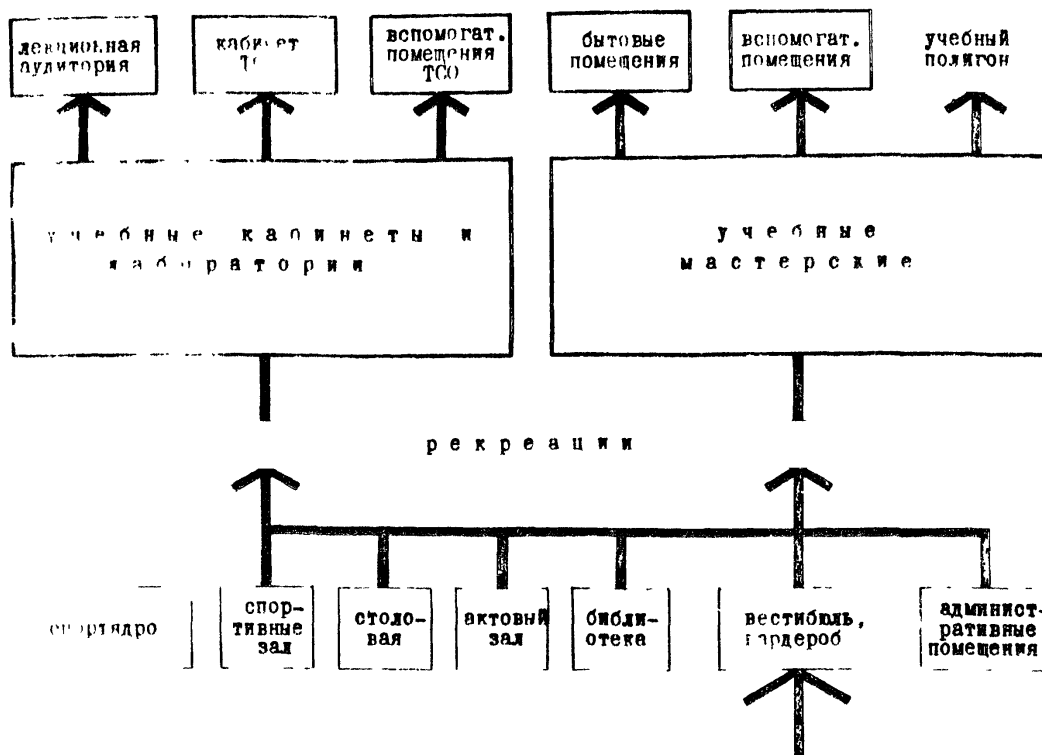 лекционная
аудитория
кабинет
вспомогат.
помещения
ТСО
бытовые
помещения
вспомогат.
помещения
учебный
полигон
учебные кабинеты и
лаборатории
учебные
мастерские
рекреации
спортядро
спор-
тивные
зал
столо-
вая
актовый
зал
библи-
отека
вестибюль,
гардероб
админист-
ративные
помещения